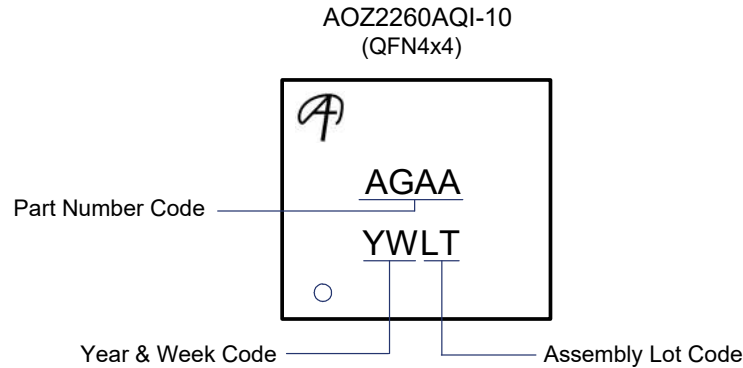 AOZ2260AQI-10
(QFN4x4)
AGAA
Part Number Code
YWLT
Year & Week Code
Assembly Lot Code